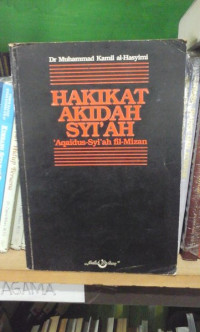 Dr Muhammad Kamil al-Hasyimi
HAKIKAT
AKIDAH
SYI'AH
'Aqaidus-Syi'ah fil-Mizan
AGAMA